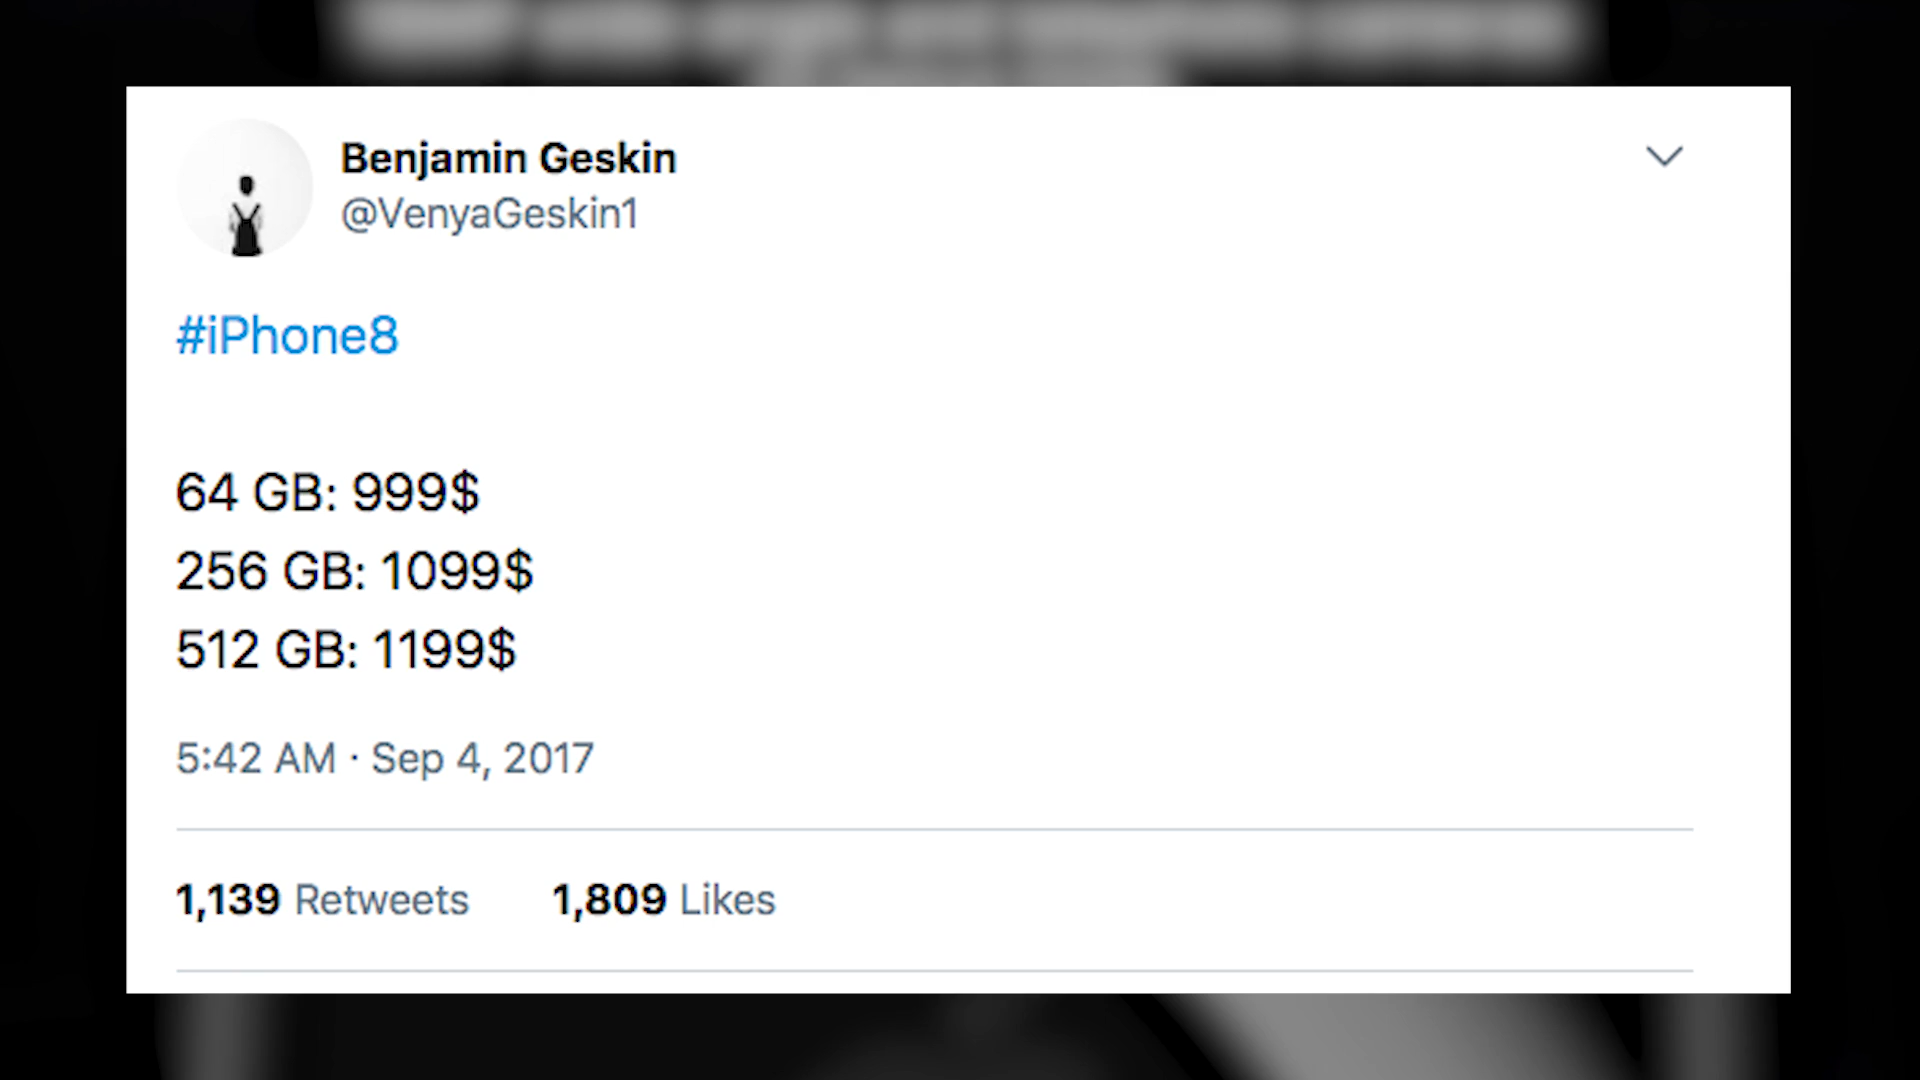 Benjamin Geskin
@VenyaGeskin1
#iPhone8
64 GB: 999$
256 GB: 1099$
512 GB: 1199$
5:42 AM · Sep 4, 2017
1,139 Retweets 1,809 Likes